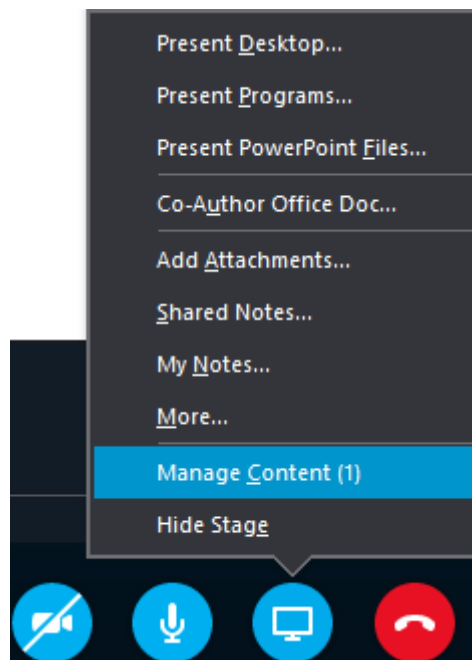 Present Desktop...
Present Programs...
Present PowerPoint Files...
Co-Author Office Doc...
Add Attachments...
Shared Notes...
My Notes...
More...
Manage Content (1)
Hide Stage